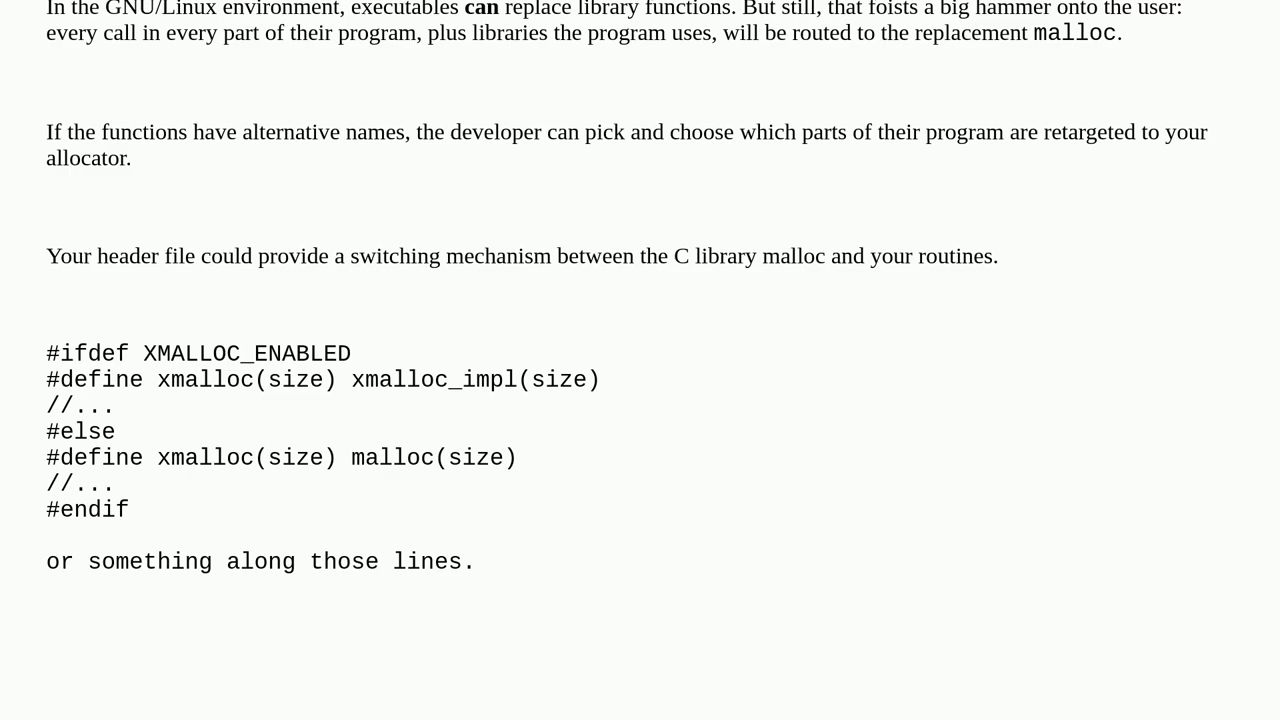 In the GNU/Linux environment, executables can replace library functions. But still, that foists a big hammer onto the user:
every call in every part of their program, plus libraries the program uses, will be routed to the replacement malloc.
If the functions have alternative names, the developer can pick and choose which parts of their program are retargeted to your
allocator.
Your header file could provide a switching mechanism between the C library malloc and your routines.
#ifdef XMALLOC_ENABLED
#define xmalloc(size) xmalloc_impl(size)
//...
#else
#define xmalloc(size) malloc(size)
//...
#endif
or something along those lines.